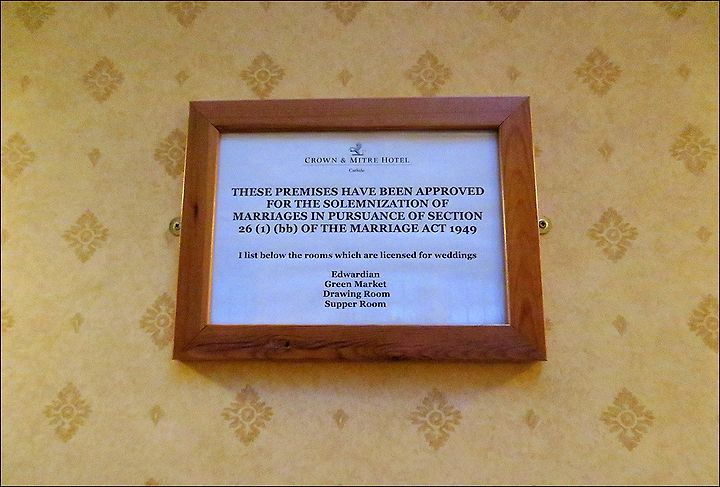 CROWN & MITRE HOTEL
Carlisle
THESE PREMISES HAVE BEEN APPROVED
FOR THE SOLEMNIZATION OF
MARRIAGES IN PURSUANCE OF SECTION
26 (1) (bb) OF THE MARRIAGE ACT 1949
I list below the rooms which are licensed for weddings
Edwardian
Green Market
Drawing Room
Supper Room